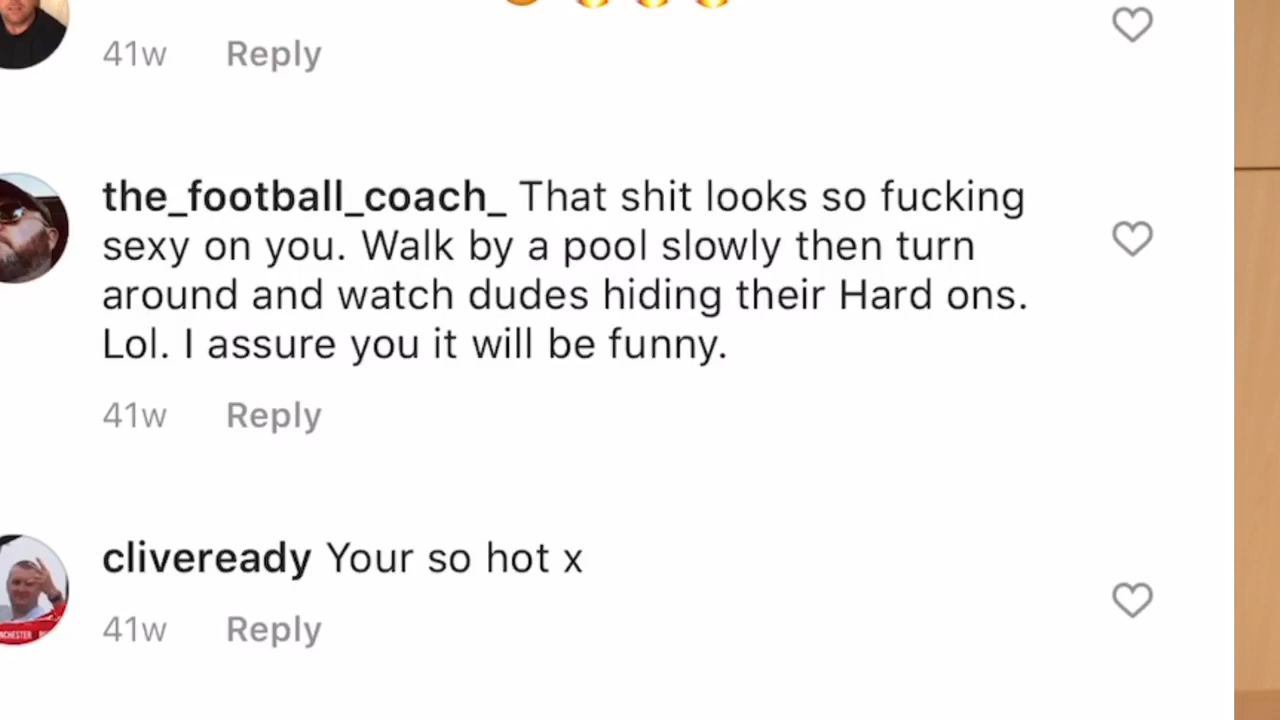 41w Reply
the_football_coach_ That shit looks so fucking
sexy on you. Walk by a pool slowly then turn
around and watch dudes hiding their Hard ons.
Lol. I assure you it will be funny.
41w Reply
cliveready Your so hot x
41w Reply